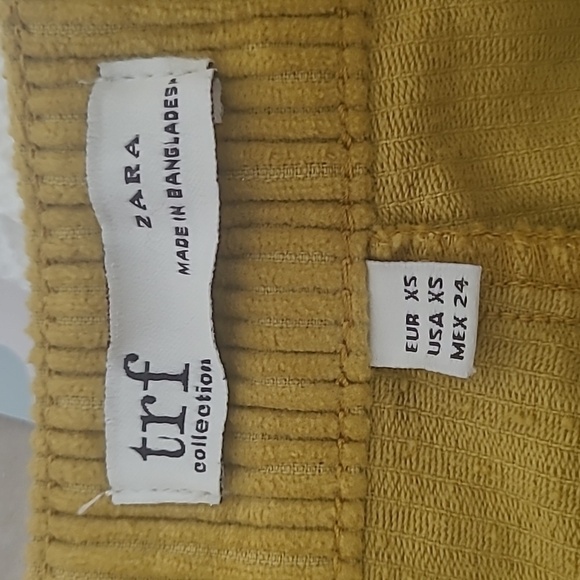 trf
collection
ZARA
MADE IN BANGLADESH
EUR XS
USA XS
MEX 24